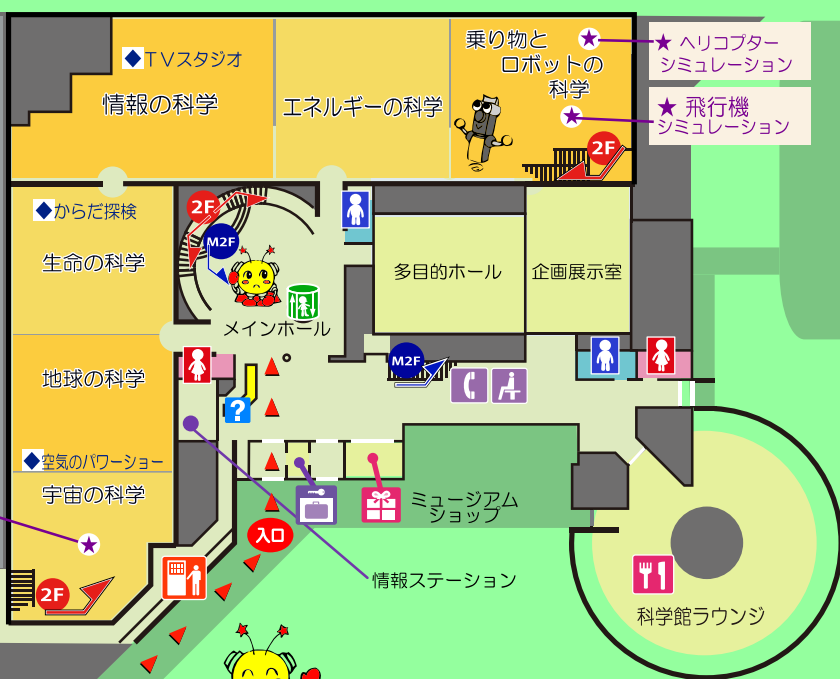 ◆TVスタジオ
情報の科学
エネルギーの科学
乗り物と
ロボットの
科学
★ ヘリコプター
シミュレーション
★ 飛行機
シミュレーション
2F
◆からだ探検
生命の科学
2F
M2F
メインホール
多目的ホール
企画展示室
地球の科学
M2F
?
◆空気のパワーショー
宇宙の科学
2F
入口
ミュージアム
ショップ
情報ステーション
科学館ラウンジ